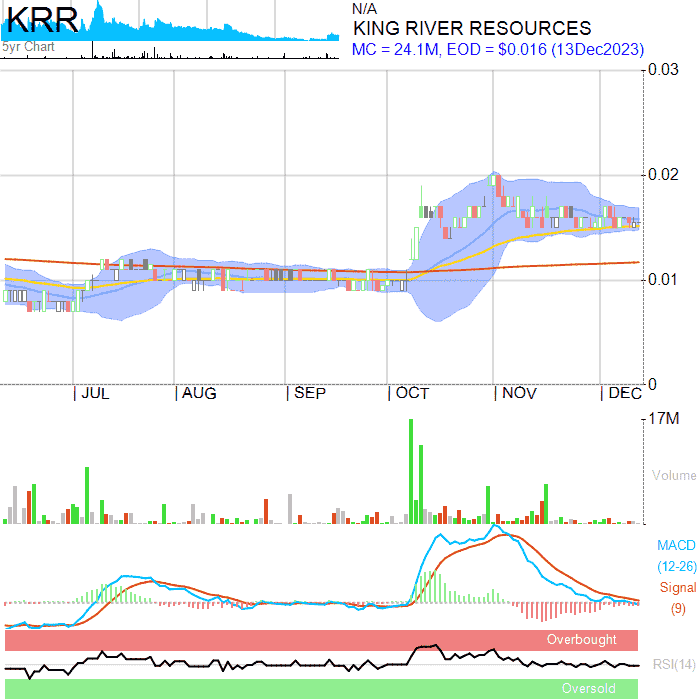 KRR
5yr Chart
N/A
KING RIVER RESOURCES
MC = 24.1M, EOD = $0.016 (13Dec2023)
0.03
0.02
0.01
0
| JUL | AUG | SEP | OCT | NOV | DEC
17M
Volume
MACD
(12-26)
Signal
(9)
Overbought
RSI(14)
Oversold